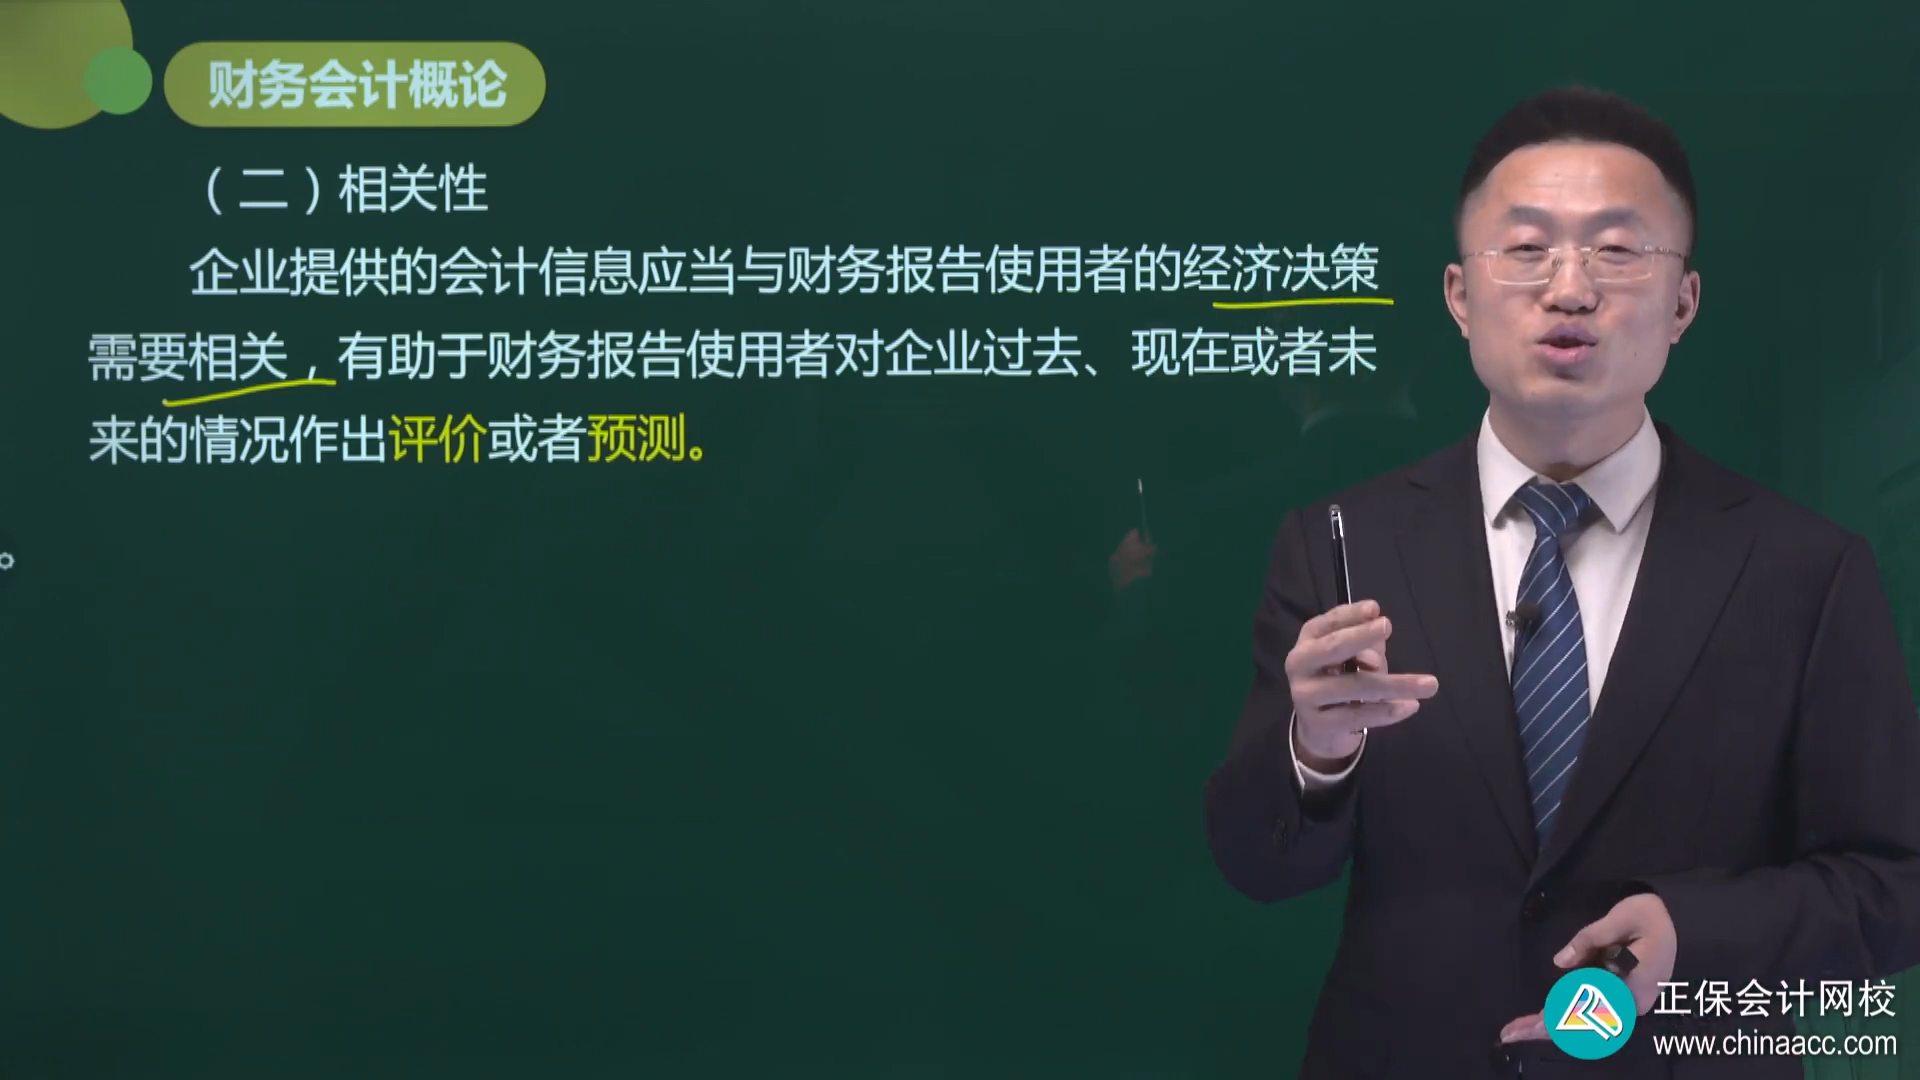 财务会计概论
（二）相关性
企业提供的会计信息应当与财务报告使用者的经济决策
需要相关，有助于财务报告使用者对企业过去、现在或者未
来的情况作出评价或者预测。
正保会计网校
www.chinaacc.com